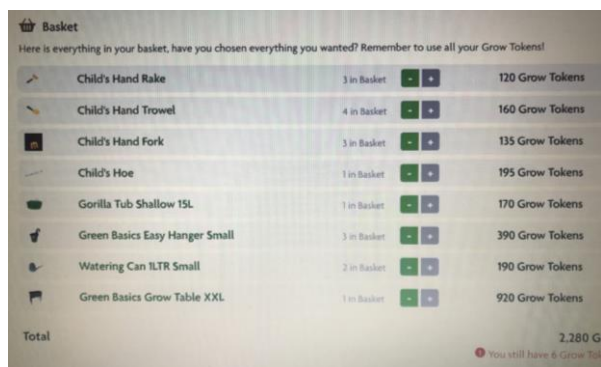 Basket
Here is everything in your basket, have you chosen everything you wanted? Remember to use all your Grow Tokens!
Child's Hand Rake 3 in Basket - + 120 Grow Tokens
Child's Hand Trowel 4 in Basket - + 160 Grow Tokens
Child's Hand Fork 3 in Basket - + 135 Grow Tokens
Child's Hoe 1 in Basket - + 195 Grow Tokens
Gorilla Tub Shallow 15L 1 in Basket - + 170 Grow Tokens
Green Basics Easy Hanger Small 3 in Basket - + 390 Grow Tokens
Watering Can 1LTR Small 2 in Basket - + 190 Grow Tokens
Green Basics Grow Table XXL 1 in Basket - + 920 Grow Tokens
Total 2,280 G
You still have 6 Grow Tok